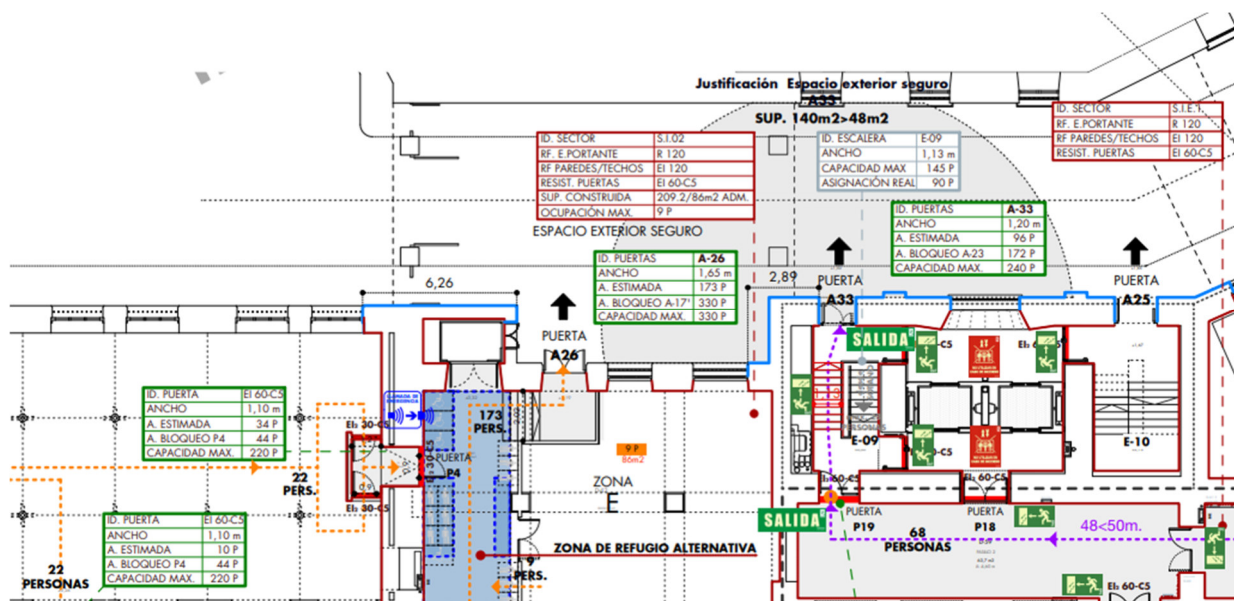 Justificación Espacio exterior seguro
A33
SUP. 140m2>48m2
ID. SECTOR S.I.02
RF. E.PORTANTE R 120
RF PAREDES/TECHOS EI 120
RESIST. PUERTAS EI 60-C5
SUP. CONSTRUIDA 209.2/86m2 ADM.
OCUPACIÓN MAX. 9 P
ESPACIO EXTERIOR SEGURO
ID. ESCALERA E-09
ANCHO 1,13 m
CAPACIDAD MAX 145 P
ASIGNACIÓN REAL 90 P
ID. SECTOR
RF. E.PORTANTE R 120
RF PAREDES/TECHOS EI 120
RESIST. PUERTAS EI 60-C5
ID. PUERTAS A-33
ANCHO 1,20 m
A. ESTIMADA 96 P
A. BLOQUEO A-23 172 P
CAPACIDAD MAX. 240 P
ID. PUERTAS A-26
ANCHO 1,65 m
A. ESTIMADA 173 P
A. BLOQUEO A-17' 330 P
CAPACIDAD MAX. 330 P
6,26
2,89
PUERTA
A26
PUERTA
A33
PUERTA
A25
SALIDA
ID. PUERTA EI 60-C5
ANCHO 1,10 m
A. ESTIMADA 34 P
A. BLOQUEO P4 44 P
CAPACIDAD MAX. 220 P
173
PERS.
PUERTA
P4
22
PERS.
0,9
9 P
86m2
ZONA
E
E-09
E-10
SALIDA
PUERTA
P19
PUERTA
P18
68
PERSONAS
48<50m.
EI₂ 60-C5
ID. PUERTA EI 60-C5
ANCHO 1,10 m
A. ESTIMADA 10 P
A. BLOQUEO P4 44 P
CAPACIDAD MAX. 220 P
22
PERSONAS
ZONA DE REFUGIO ALTERNATIVA
9
PERS.
EI₂ 60-C5